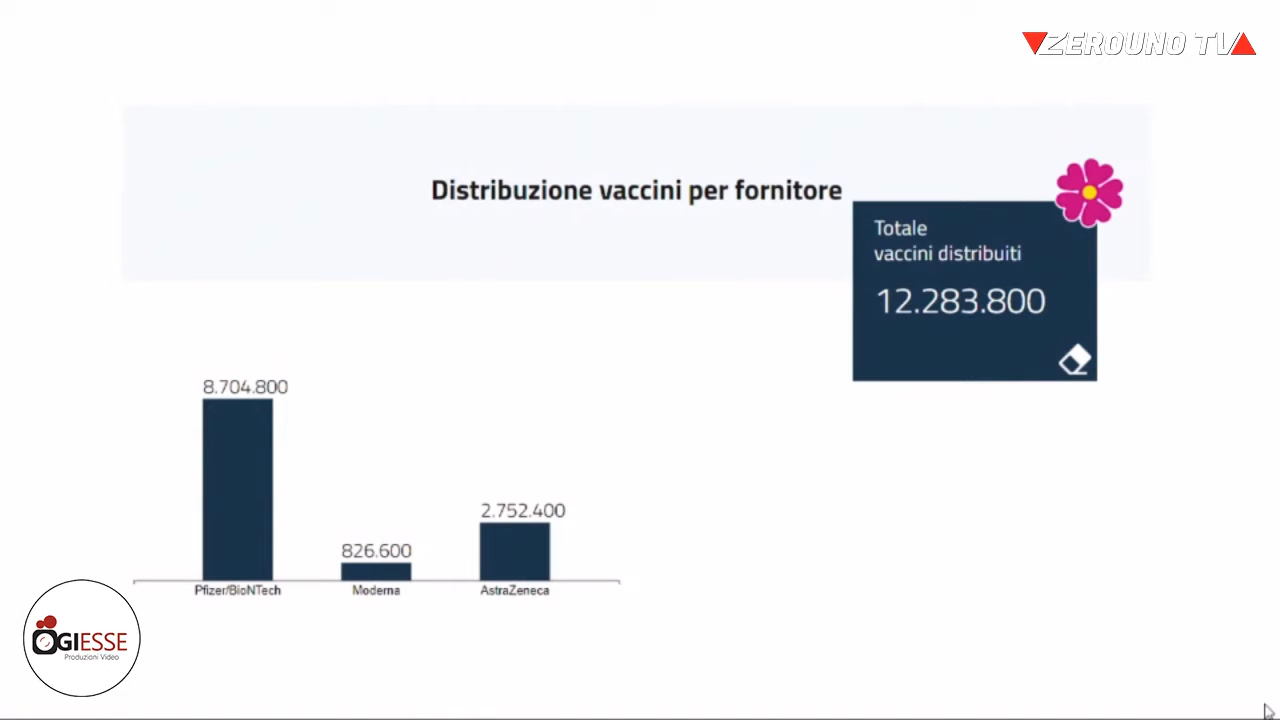 ZEROUNO TV
Distribuzione vaccini per fornitore
Totale
vaccini distribuiti
12.283.800
8.704.800
2.752.400
826.600
Pfizer/BioNTech
Moderna
AstraZeneca
OGIESSE
Produzioni Video